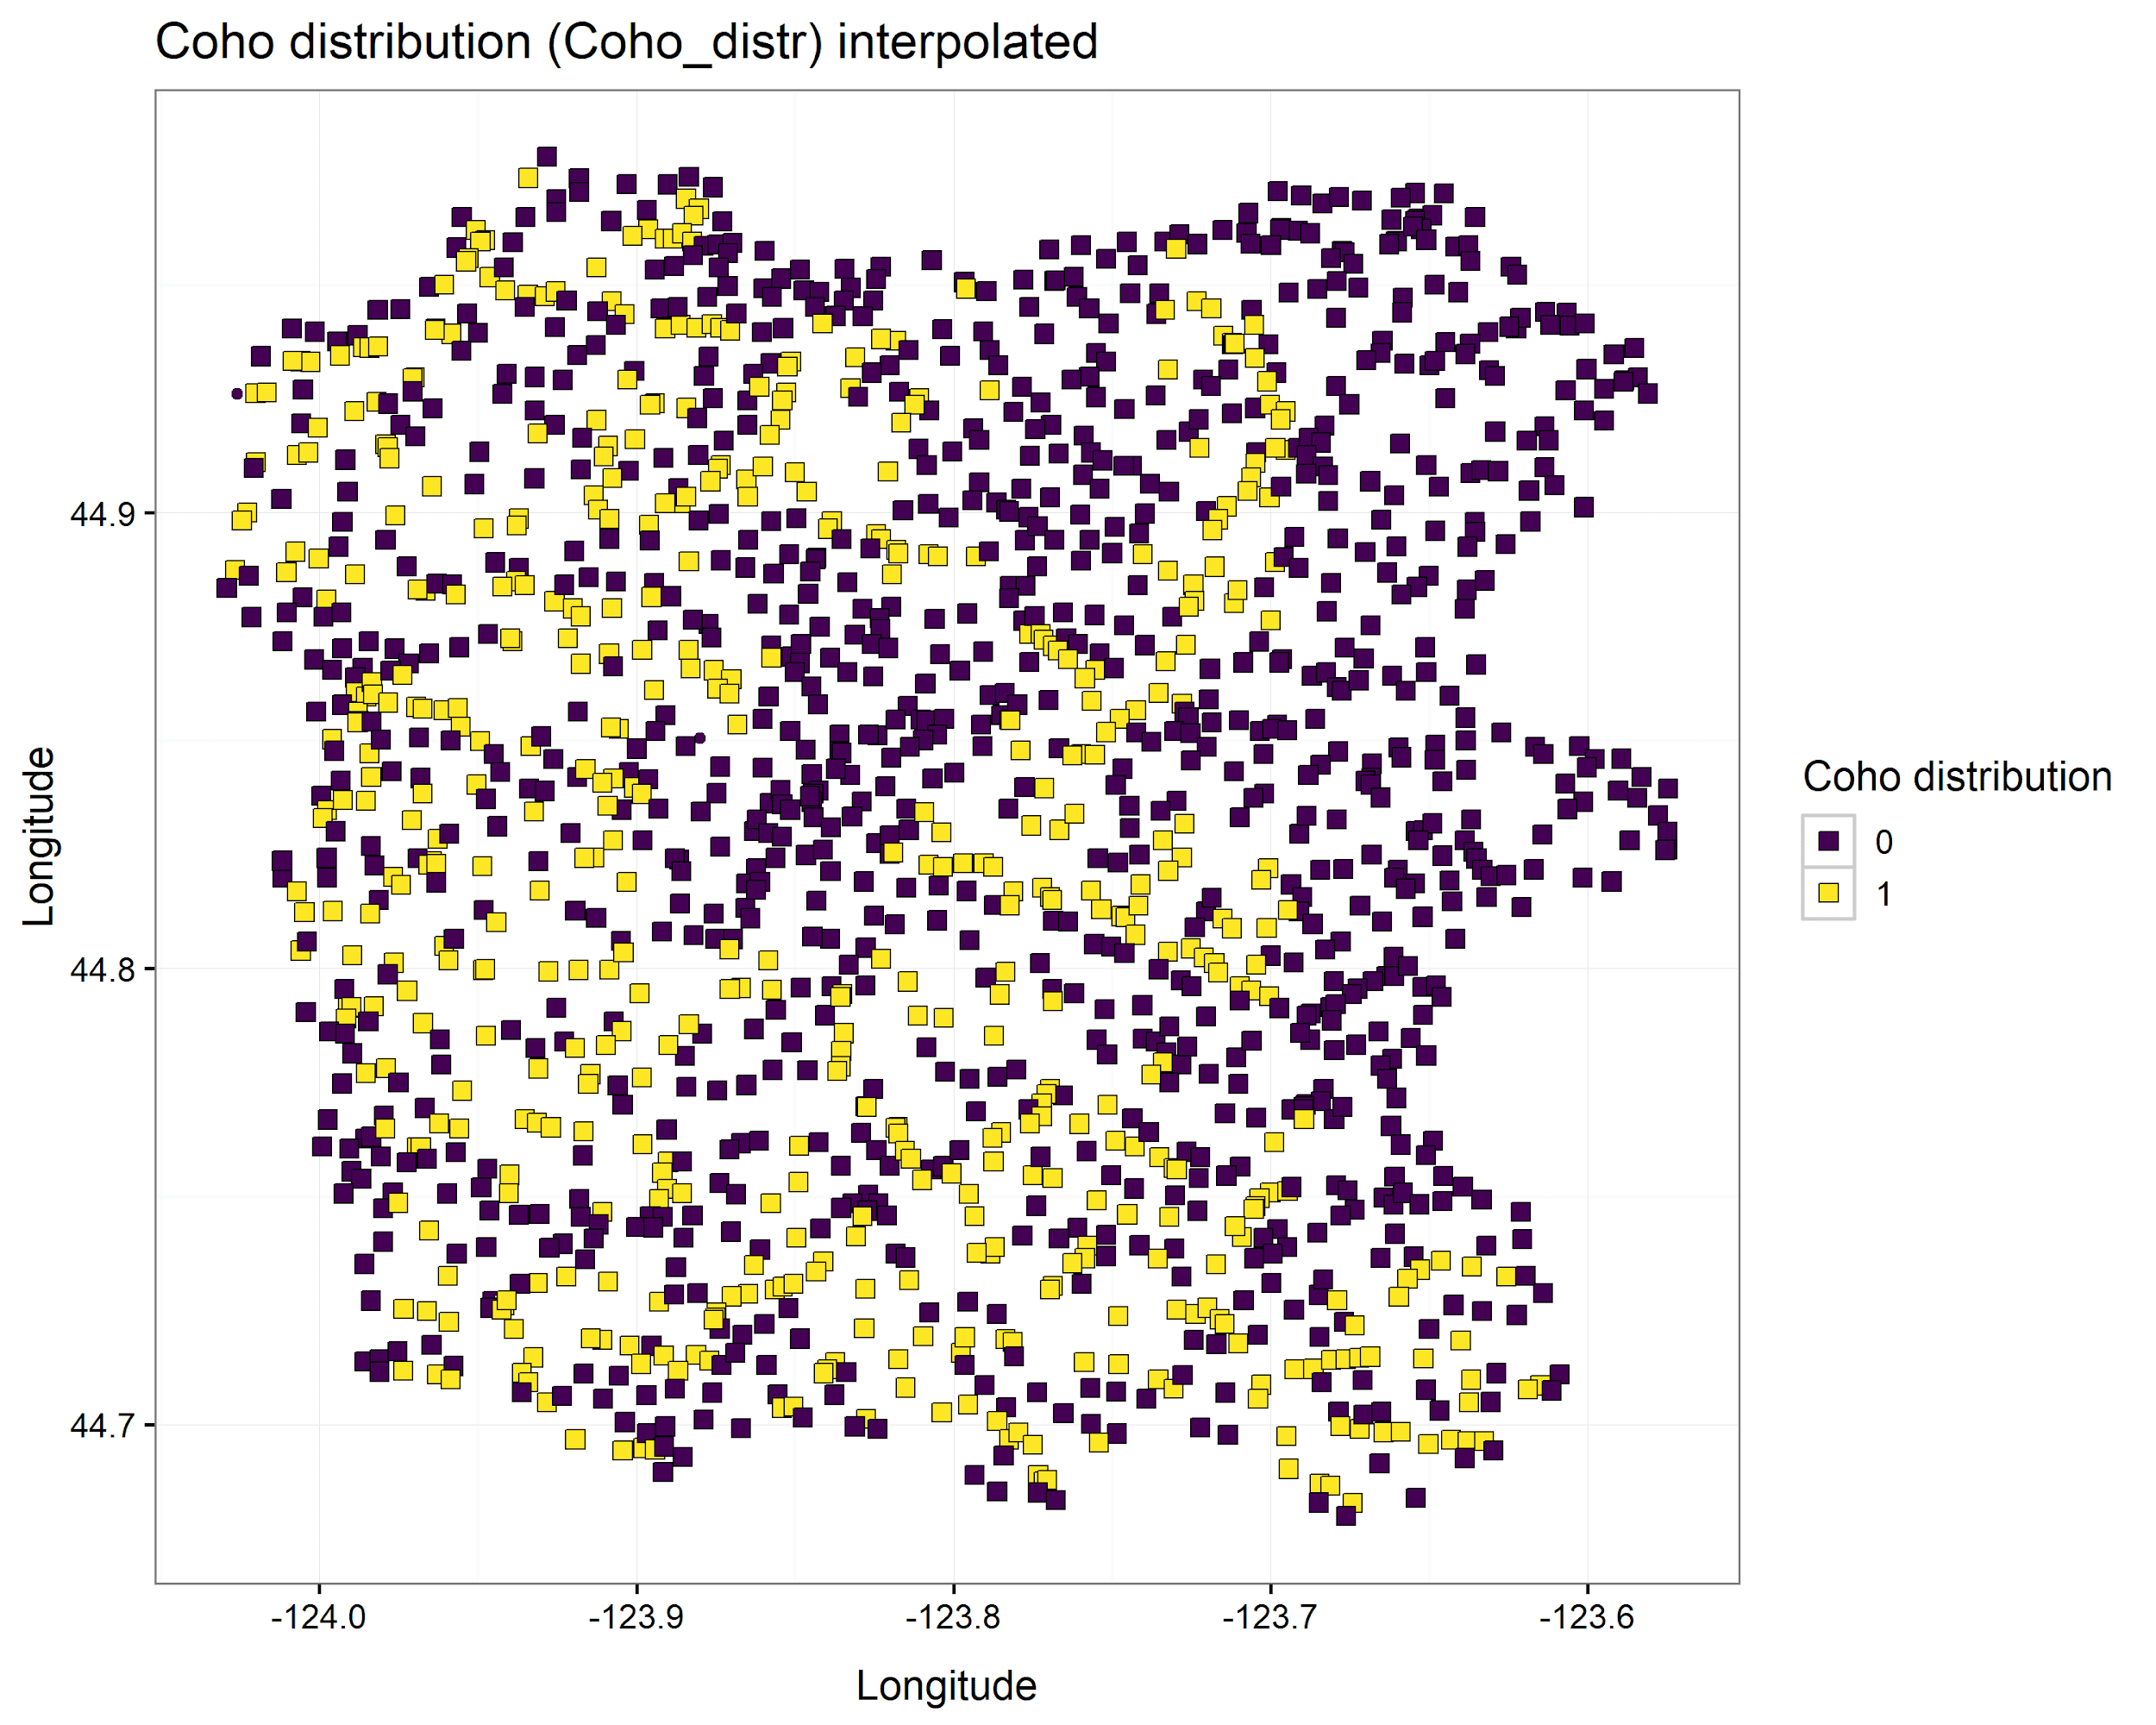 Coho distribution (Coho_distr) interpolated
Longitude
44.9
44.8
44.7
-124.0
-123.9
-123.8
-123.7
-123.6
Longitude
Coho distribution
0
1